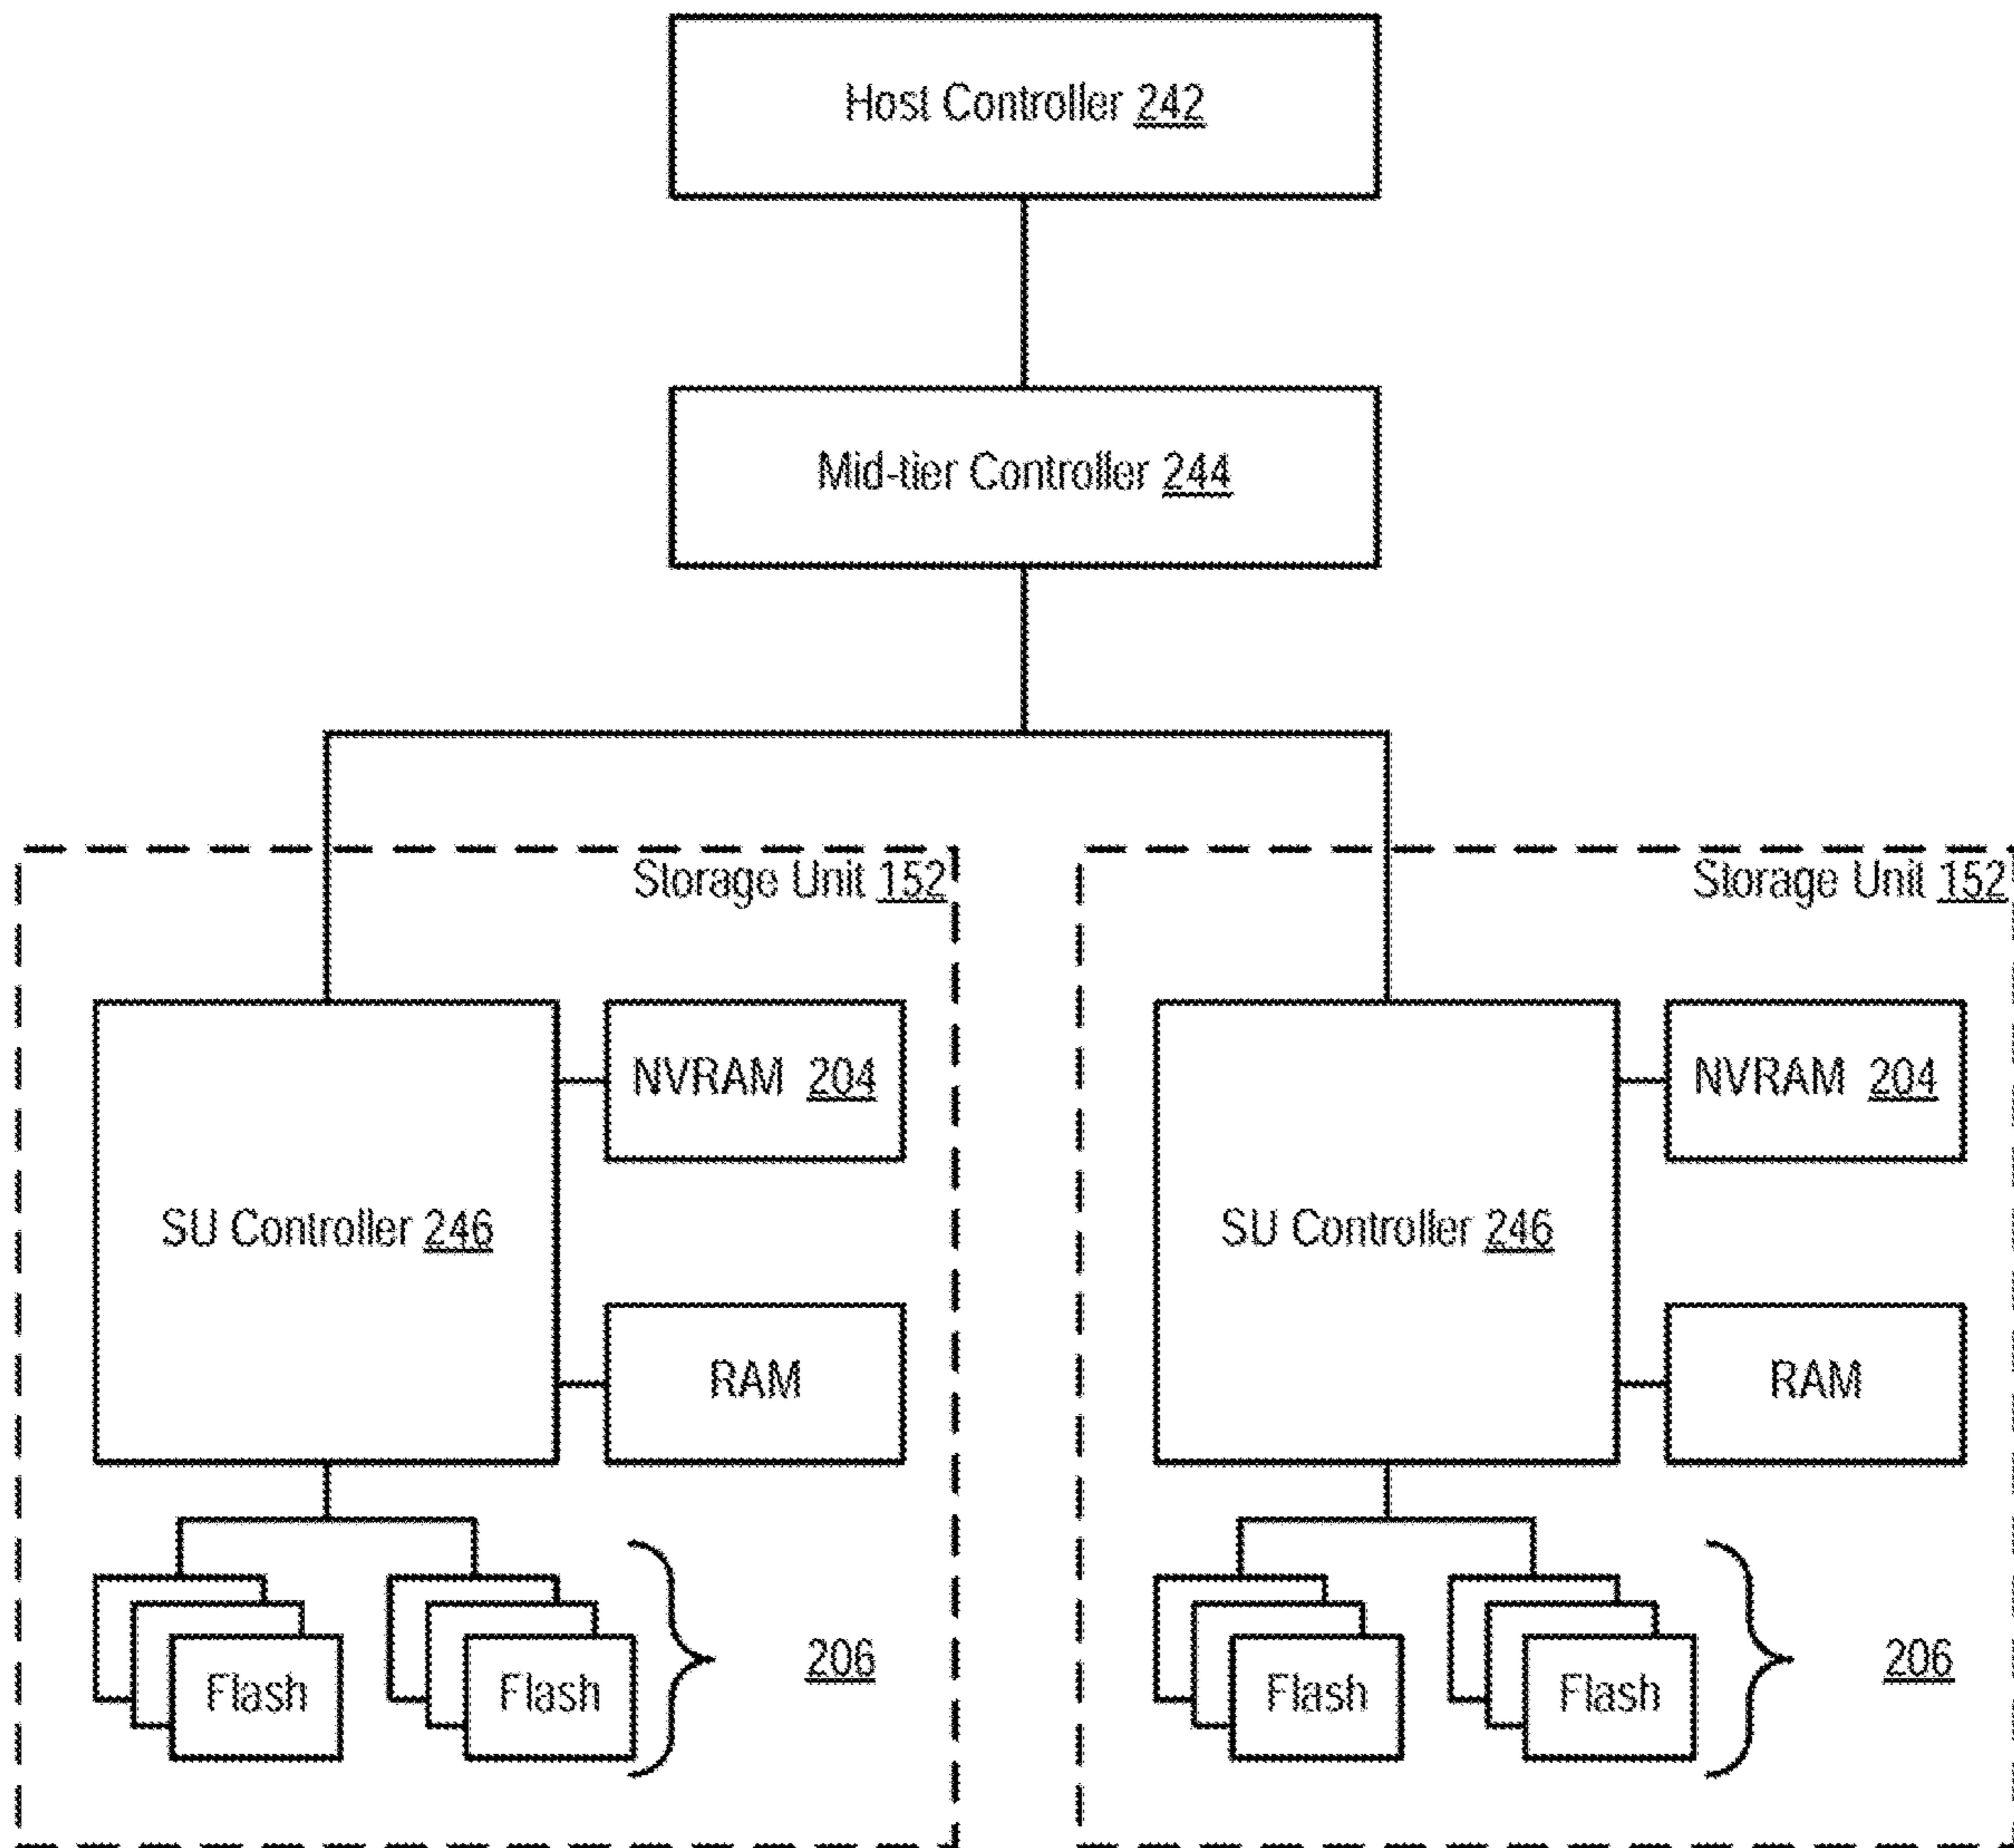 Host Controller 242
Mid-tier Controller 244
Storage Unit 152
NVRAM 204
SU Controller 246
RAM
Flash
Flash
206
Storage Unit 152
NVRAM 204
SU Controller 246
RAM
Flash
Flash
206